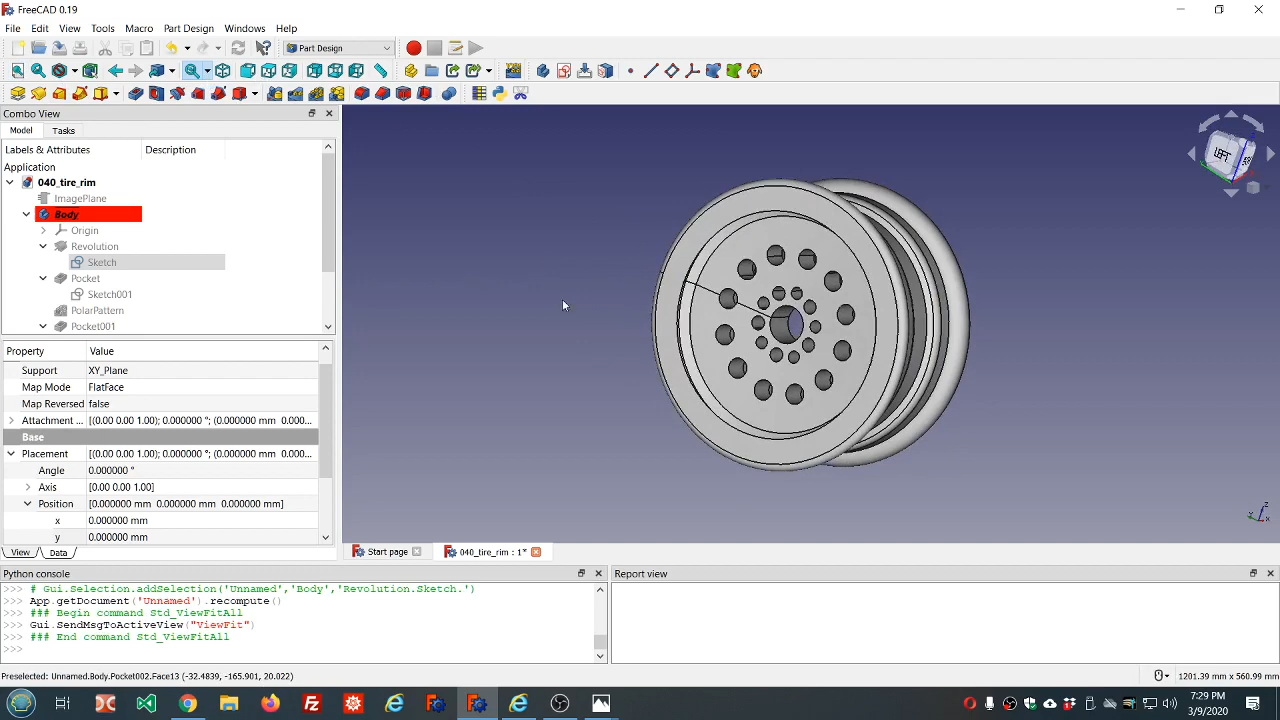 FreeCAD 0.19
File Edit View Tools Macro Part Design Windows Help
Part Design
Combo View
Model Tasks
Labels & Attributes Description
Application
040_tire_rim
ImagePlane
Body
Origin
Revolution
Sketch
Pocket
Sketch001
PolarPattern
Pocket001
Property Value
Support XY_Plane
Map Mode FlatFace
Map Reversed false
Attachment ... [(0.00 0.00 1.00); 0.000000 °; (0.000000 mm 0.000...
Base
Placement [(0.00 0.00 1.00); 0.000000 °; (0.000000 mm 0.000...
Angle 0.000000 °
Axis [0.00 0.00 1.00]
Position [0.000000 mm 0.000000 mm 0.000000 mm]
x 0.000000 mm
y 0.000000 mm
View Data
LEFT
Start page 040_tire_rim : 1*
Python console
>>> # Gui.Selection.addSelection('Unnamed','Body','Revolution.Sketch.')
>>> App.getDocument('Unnamed').recompute()
>>> ### Begin command Std_ViewFitAll
>>> Gui.SendMsgToActiveView("ViewFit")
>>> ### End command Std_ViewFitAll
>>>
Report view
Preselected: Unnamed.Body.Pocket002.Face13 (-32.4839, -165.901, 20.022)
1201.39 mm x 560.99 mm
7:29 PM
3/9/2020